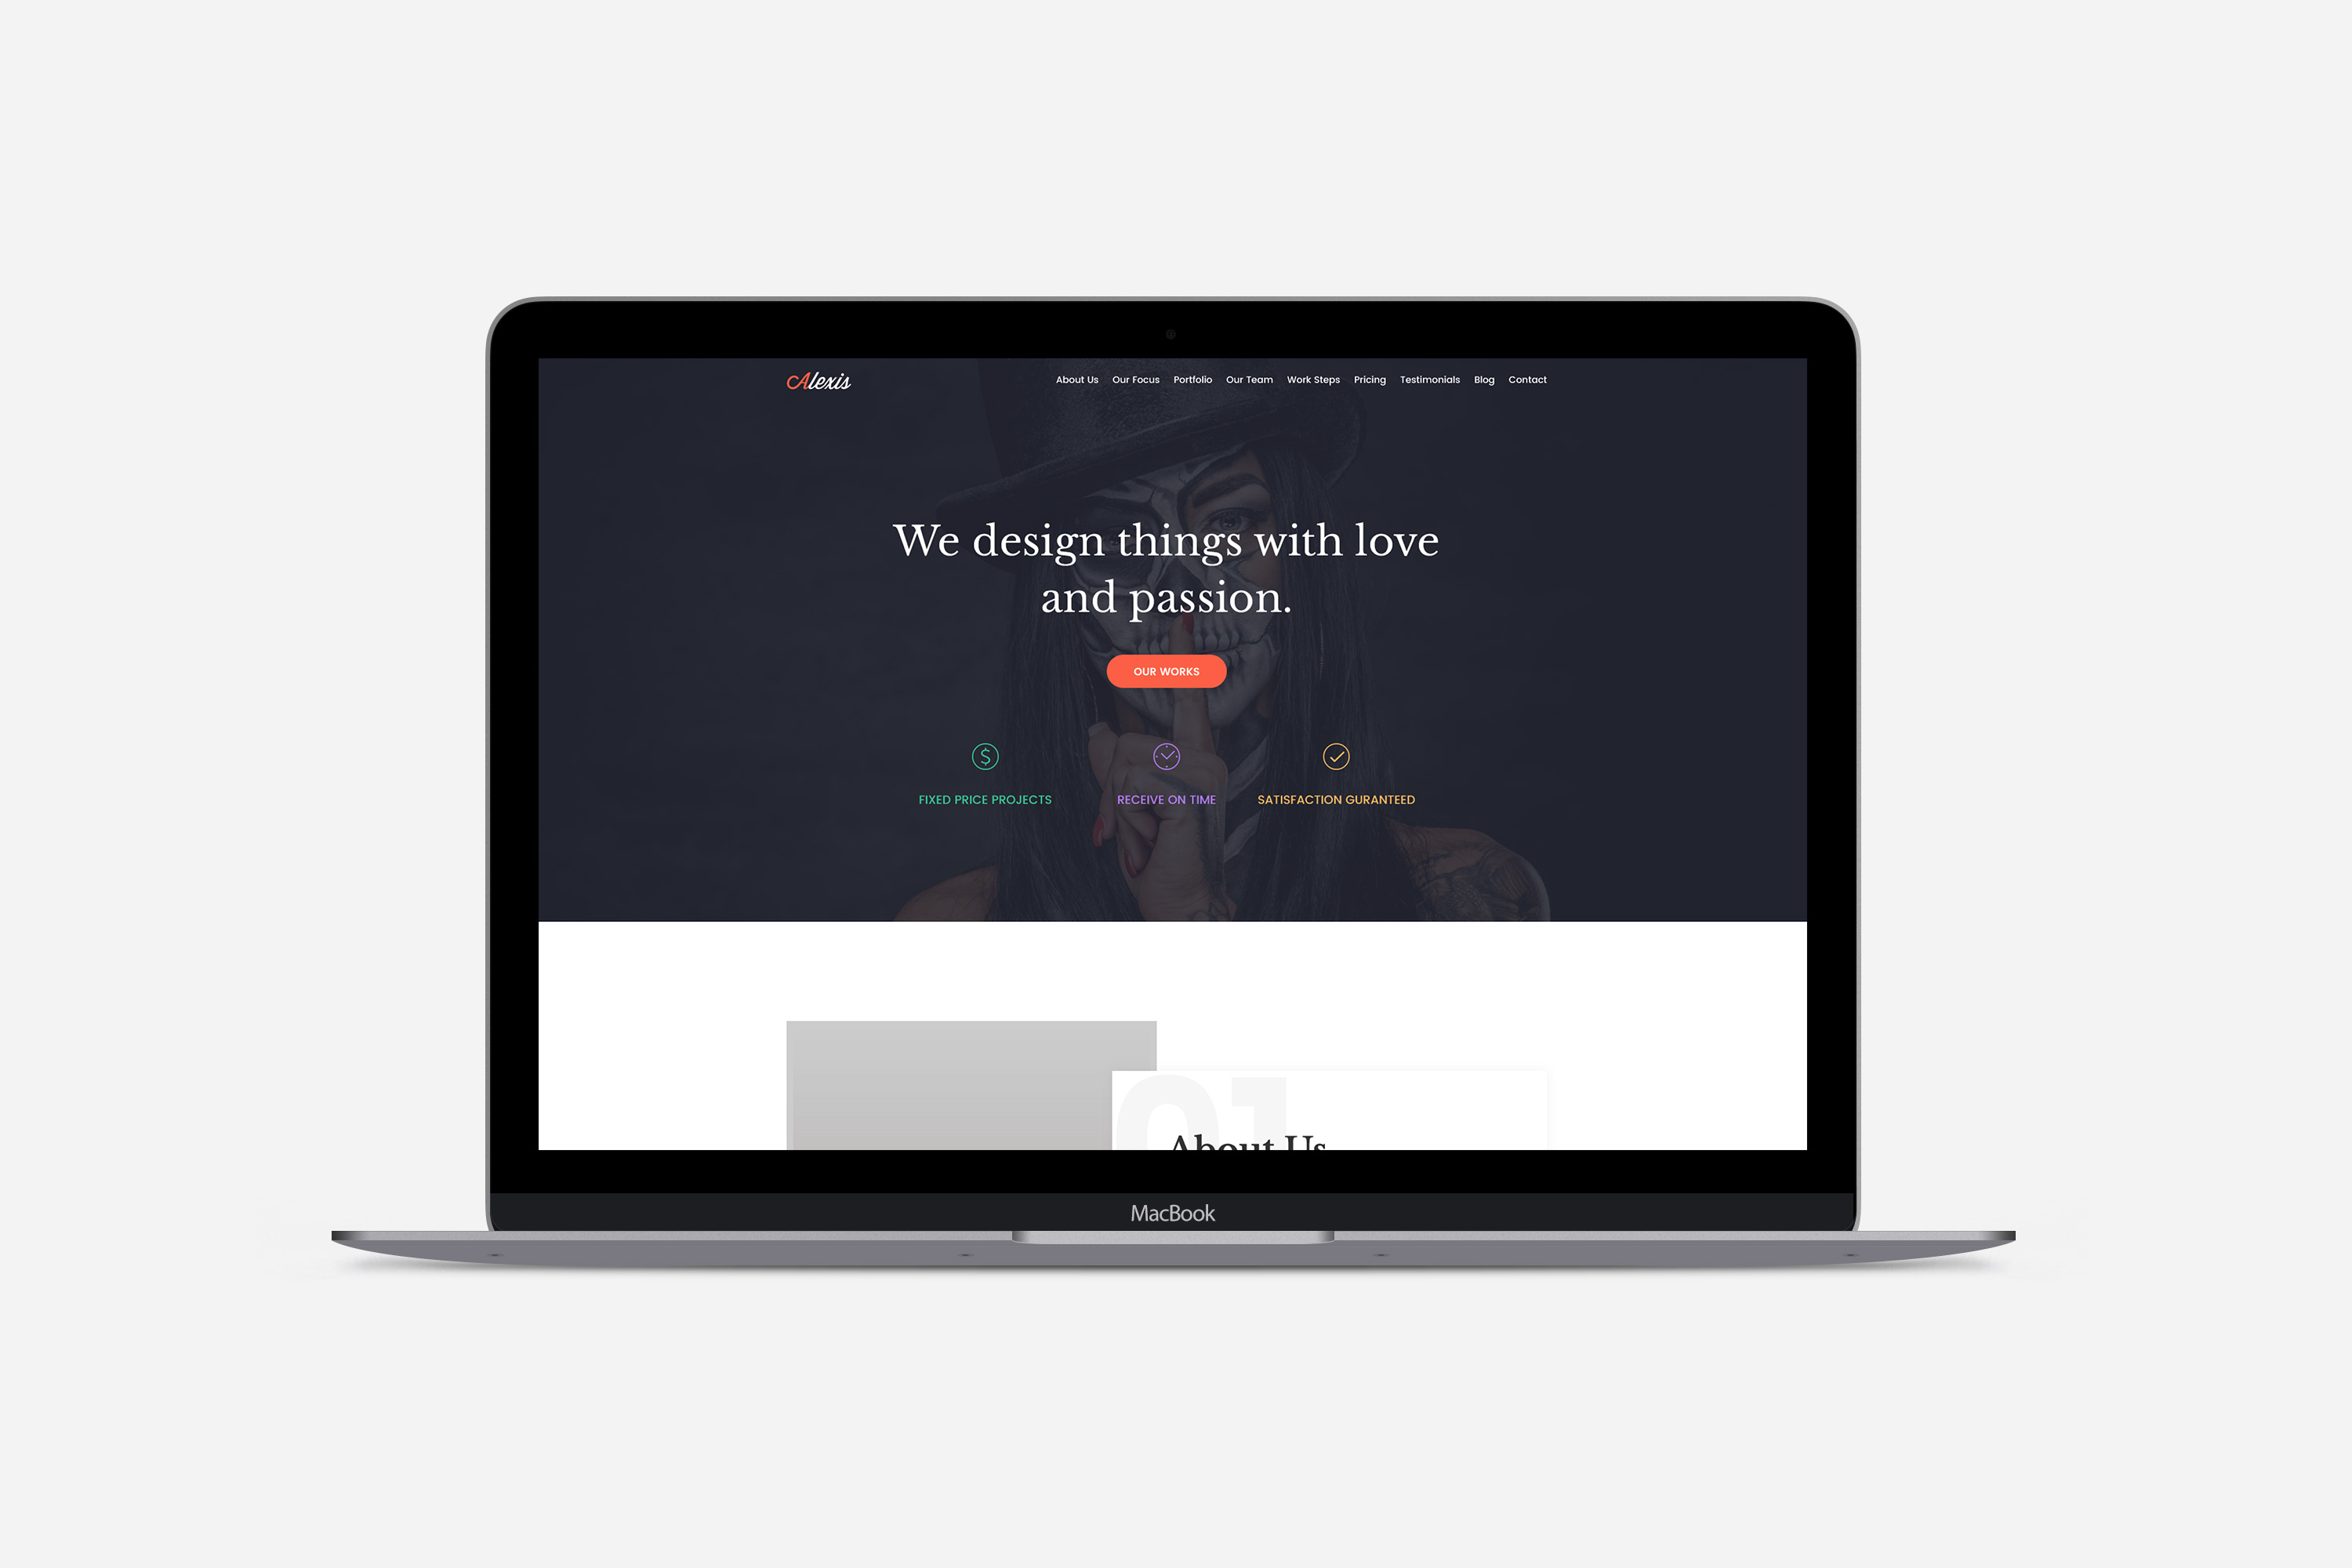 Alexis
About Us Our Focus Portfolio Our Team Work Steps Pricing Testimonials Blog Contact
We design things with love
and passion.
OUR WORKS
$
FIXED PRICE PROJECTS RECEIVE ON TIME SATISFACTION GURANTEED
01
About Us
MacBook